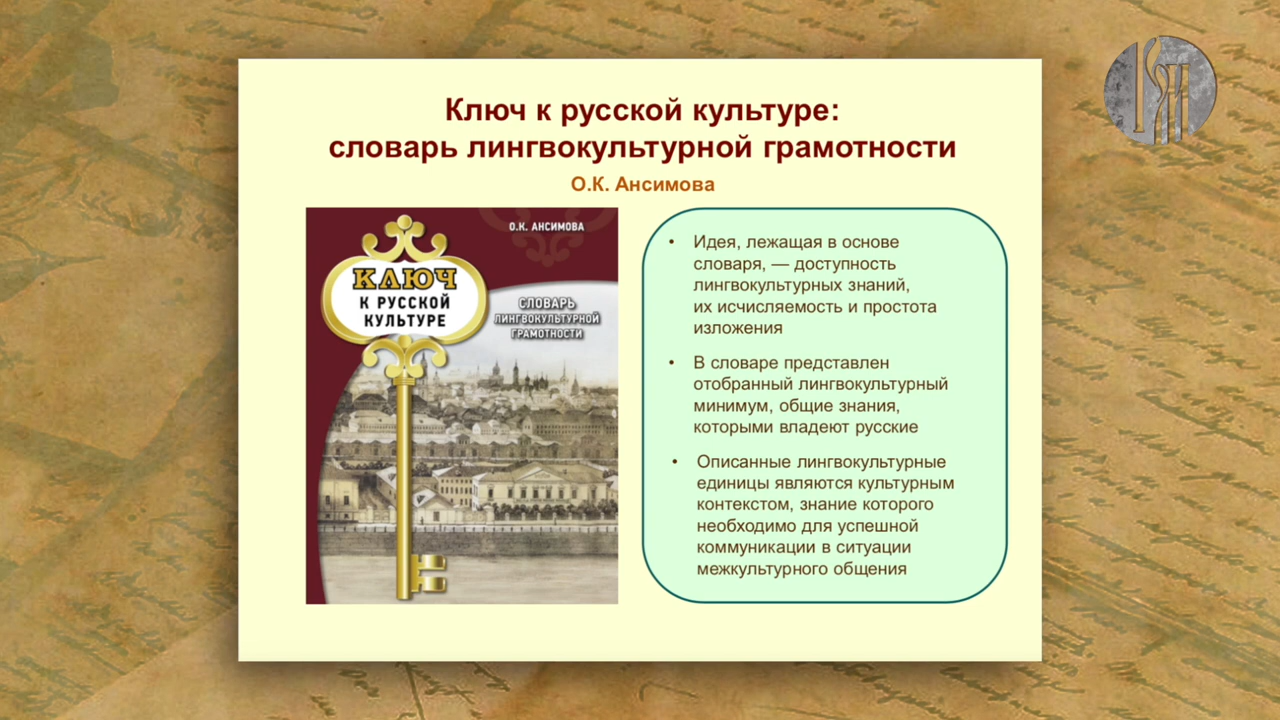 Ключ к русской культуре:
словарь лингвокультурной грамотности
О.К. Ансимова
О.К. АНСИМОВА
КЛЮЧ
К РУССКОЙ
КУЛЬТУРЕ
СЛОВАРЬ
ЛИНГВОКУЛЬТУРНОЙ
ГРАМОТНОСТИ
• Идея, лежащая в основе
словаря, — доступность
лингвокультурных знаний,
их исчисляемость и простота
изложения
• В словаре представлен
отобранный лингвокультурный
минимум, общие знания,
которыми владеют русские
• Описанные лингвокультурные
единицы являются культурным
контекстом, знание которого
необходимо для успешной
коммуникации в ситуации
межкультурного общения